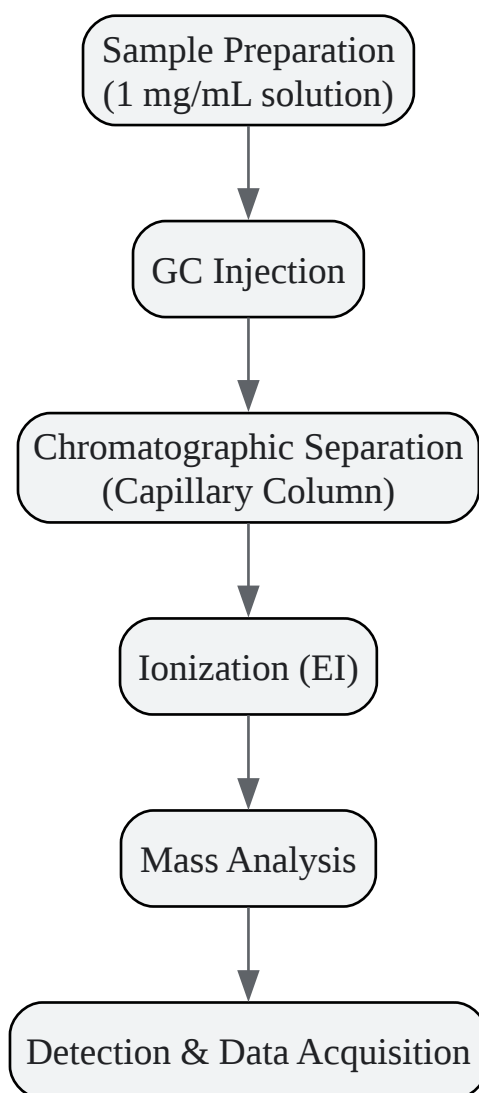 Sample Preparation
(1 mg/mL solution)
GC Injection
Chromatographic Separation
(Capillary Column)
Ionization (EI)
Mass Analysis
Detection & Data Acquisition